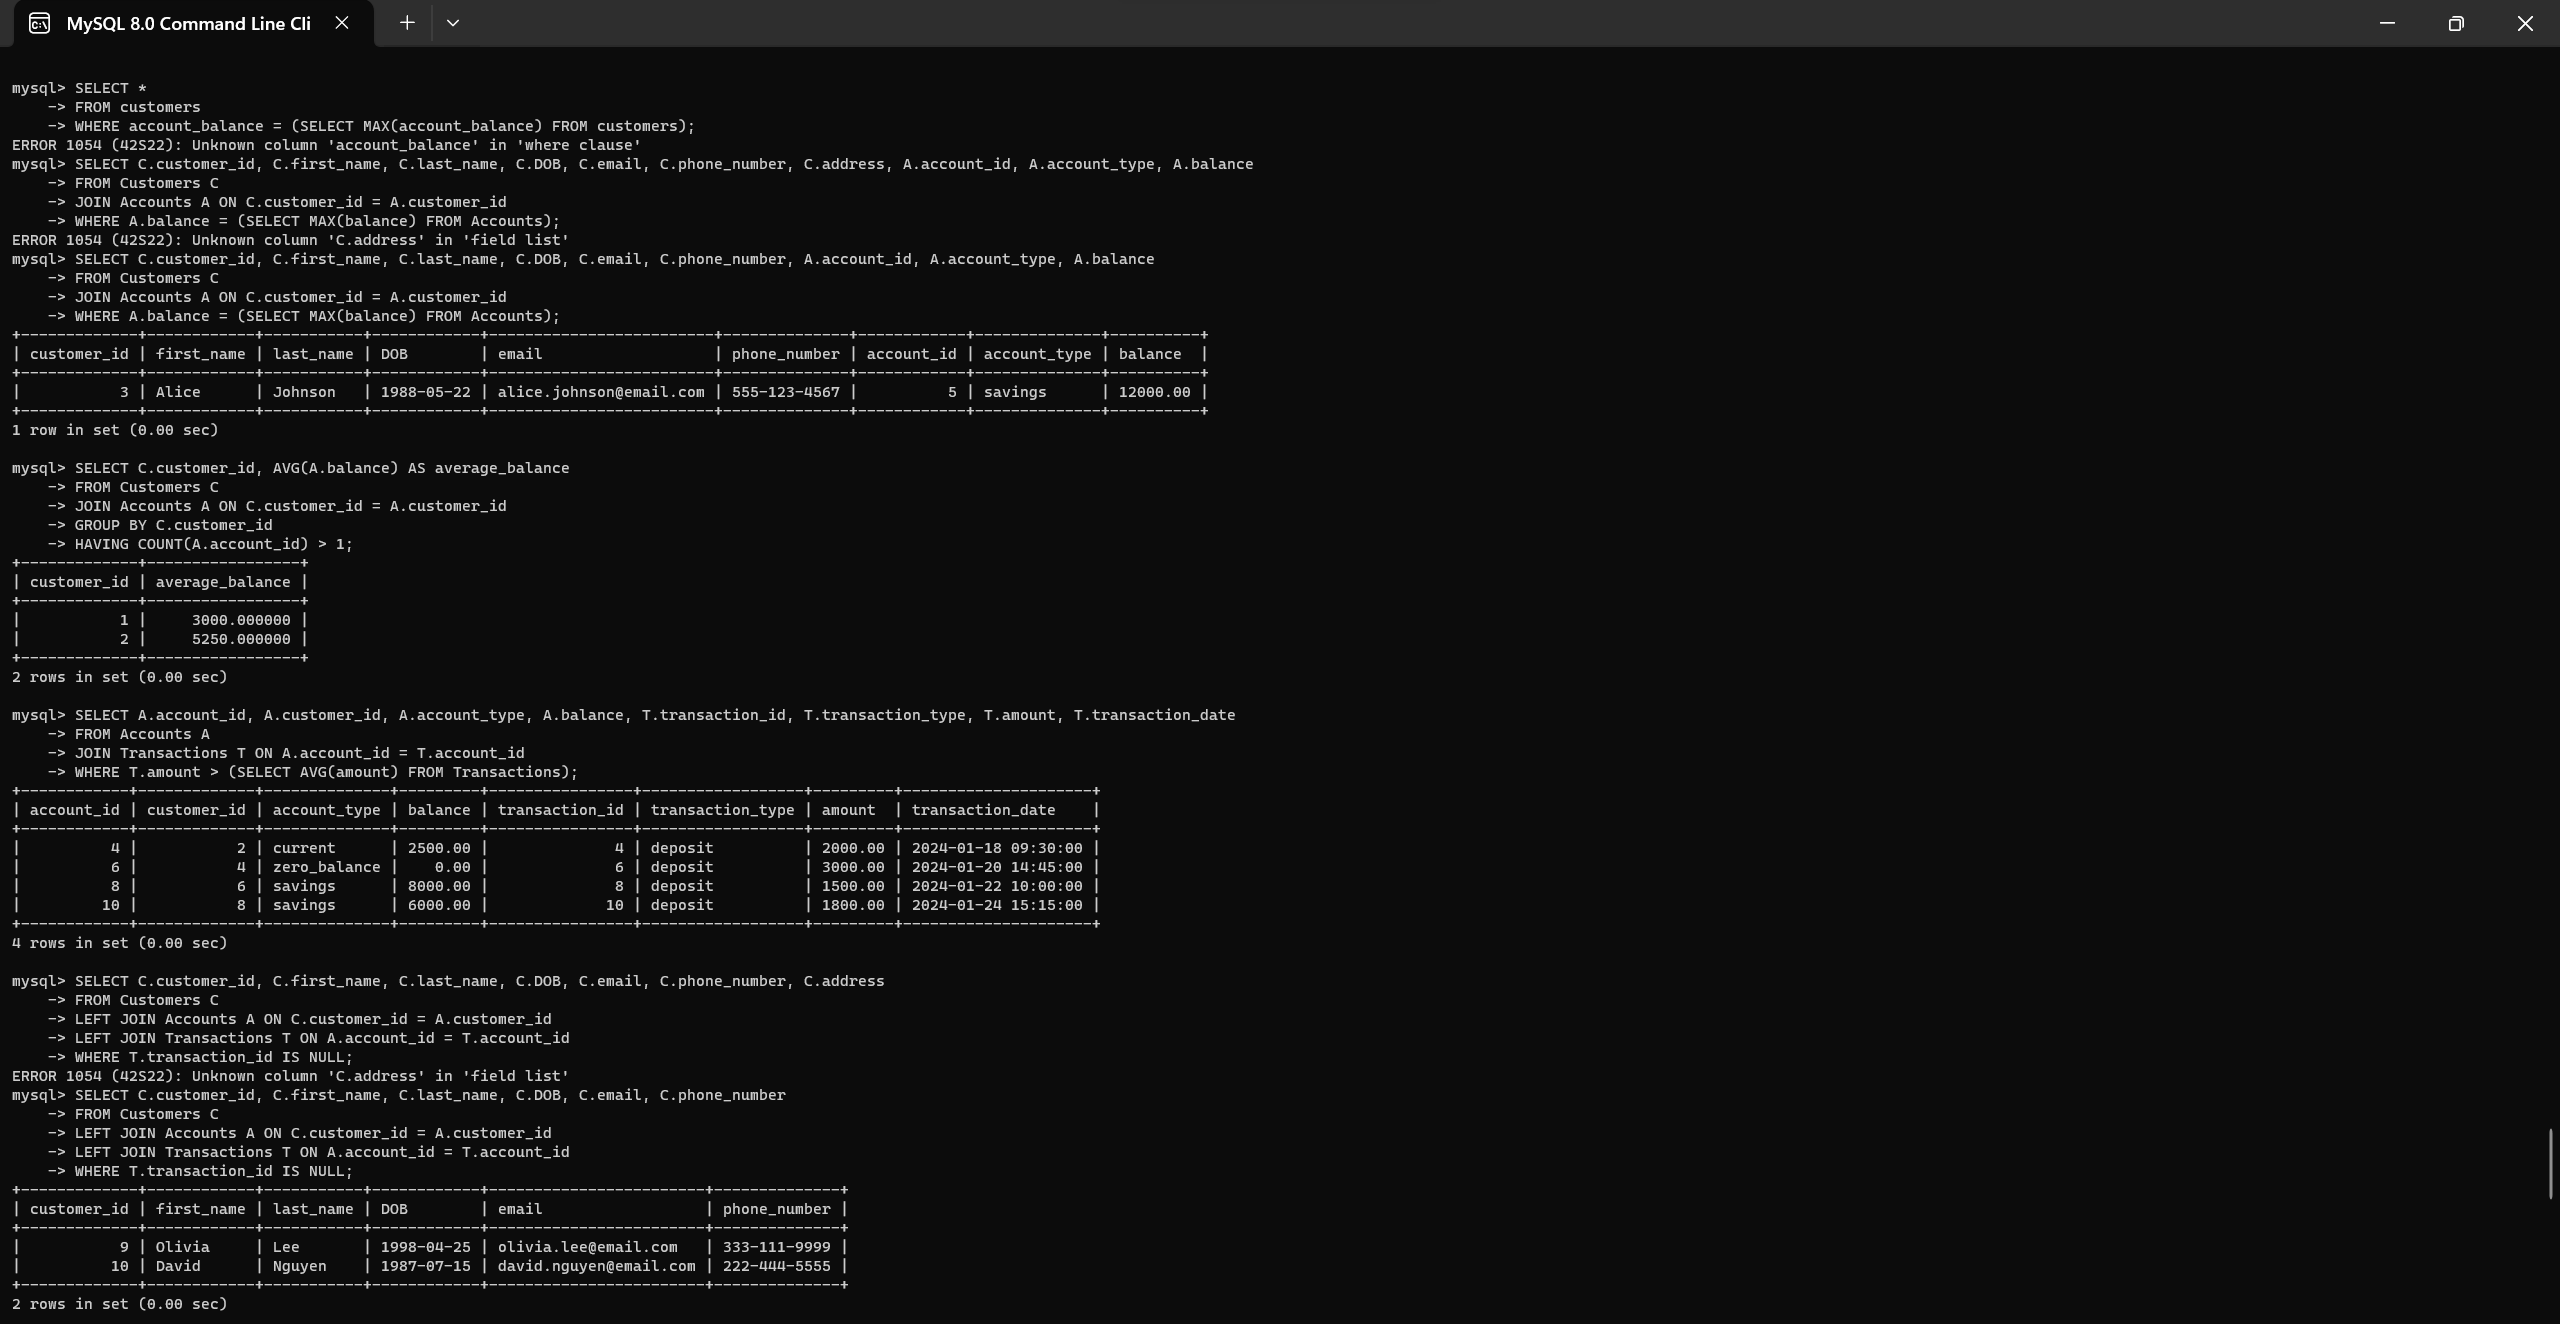 MySQL 8.0 Command Line Cli
mysql> SELECT *
    -> FROM customers
    -> WHERE account_balance = (SELECT MAX(account_balance) FROM customers);
ERROR 1054 (42S22): Unknown column 'account_balance' in 'where clause'
mysql> SELECT C.customer_id, C.first_name, C.last_name, C.DOB, C.email, C.phone_number, C.address, A.account_id, A.account_type, A.balance
    -> FROM Customers C
    -> JOIN Accounts A ON C.customer_id = A.customer_id
    -> WHERE A.balance = (SELECT MAX(balance) FROM Accounts);
ERROR 1054 (42S22): Unknown column 'C.address' in 'field list'
mysql> SELECT C.customer_id, C.first_name, C.last_name, C.DOB, C.email, C.phone_number, A.account_id, A.account_type, A.balance
    -> FROM Customers C
    -> JOIN Accounts A ON C.customer_id = A.customer_id
    -> WHERE A.balance = (SELECT MAX(balance) FROM Accounts);
+-------------+------------+-----------+------------+-------------------------+--------------+------------+--------------+----------+
| customer_id | first_name | last_name | DOB        | email                   | phone_number | account_id | account_type | balance  |
+-------------+------------+-----------+------------+-------------------------+--------------+------------+--------------+----------+
|           3 | Alice      | Johnson   | 1988-05-22 | alice.johnson@email.com | 555-123-4567 |          5 | savings      | 12000.00 |
+-------------+------------+-----------+------------+-------------------------+--------------+------------+--------------+----------+
1 row in set (0.00 sec)
mysql> SELECT C.customer_id, AVG(A.balance) AS average_balance
    -> FROM Customers C
    -> JOIN Accounts A ON C.customer_id = A.customer_id
    -> GROUP BY C.customer_id
    -> HAVING COUNT(A.account_id) > 1;
+-------------+-----------------+
| customer_id | average_balance |
+-------------+-----------------+
|           1 |     3000.000000 |
|           2 |     5250.000000 |
+-------------+-----------------+
2 rows in set (0.00 sec)
mysql> SELECT A.account_id, A.customer_id, A.account_type, A.balance, T.transaction_id, T.transaction_type, T.amount, T.transaction_date
    -> FROM Accounts A
    -> JOIN Transactions T ON A.account_id = T.account_id
    -> WHERE T.amount > (SELECT AVG(amount) FROM Transactions);
+------------+-------------+--------------+---------+----------------+------------------+---------+---------------------+
| account_id | customer_id | account_type | balance | transaction_id | transaction_type | amount  | transaction_date    |
+------------+-------------+--------------+---------+----------------+------------------+---------+---------------------+
|          4 |           2 | current      | 2500.00 |              4 | deposit          | 2000.00 | 2024-01-18 09:30:00 |
|          6 |           4 | zero_balance |    0.00 |              6 | deposit          | 3000.00 | 2024-01-20 14:45:00 |
|          8 |           6 | savings      | 8000.00 |              8 | deposit          | 1500.00 | 2024-01-22 10:00:00 |
|         10 |           8 | savings      | 6000.00 |             10 | deposit          | 1800.00 | 2024-01-24 15:15:00 |
+------------+-------------+--------------+---------+----------------+------------------+---------+---------------------+
4 rows in set (0.00 sec)
mysql> SELECT C.customer_id, C.first_name, C.last_name, C.DOB, C.email, C.phone_number, C.address
    -> FROM Customers C
    -> LEFT JOIN Accounts A ON C.customer_id = A.customer_id
    -> LEFT JOIN Transactions T ON A.account_id = T.account_id
    -> WHERE T.transaction_id IS NULL;
ERROR 1054 (42S22): Unknown column 'C.address' in 'field list'
mysql> SELECT C.customer_id, C.first_name, C.last_name, C.DOB, C.email, C.phone_number
    -> FROM Customers C
    -> LEFT JOIN Accounts A ON C.customer_id = A.customer_id
    -> LEFT JOIN Transactions T ON A.account_id = T.account_id
    -> WHERE T.transaction_id IS NULL;
+-------------+------------+-----------+------------+------------------------+--------------+
| customer_id | first_name | last_name | DOB        | email                  | phone_number |
+-------------+------------+-----------+------------+------------------------+--------------+
|           9 | Olivia     | Lee       | 1998-04-25 | olivia.lee@email.com   | 333-111-9999 |
|          10 | David      | Nguyen    | 1987-07-15 | david.nguyen@email.com | 222-444-5555 |
+-------------+------------+-----------+------------+------------------------+--------------+
2 rows in set (0.00 sec)